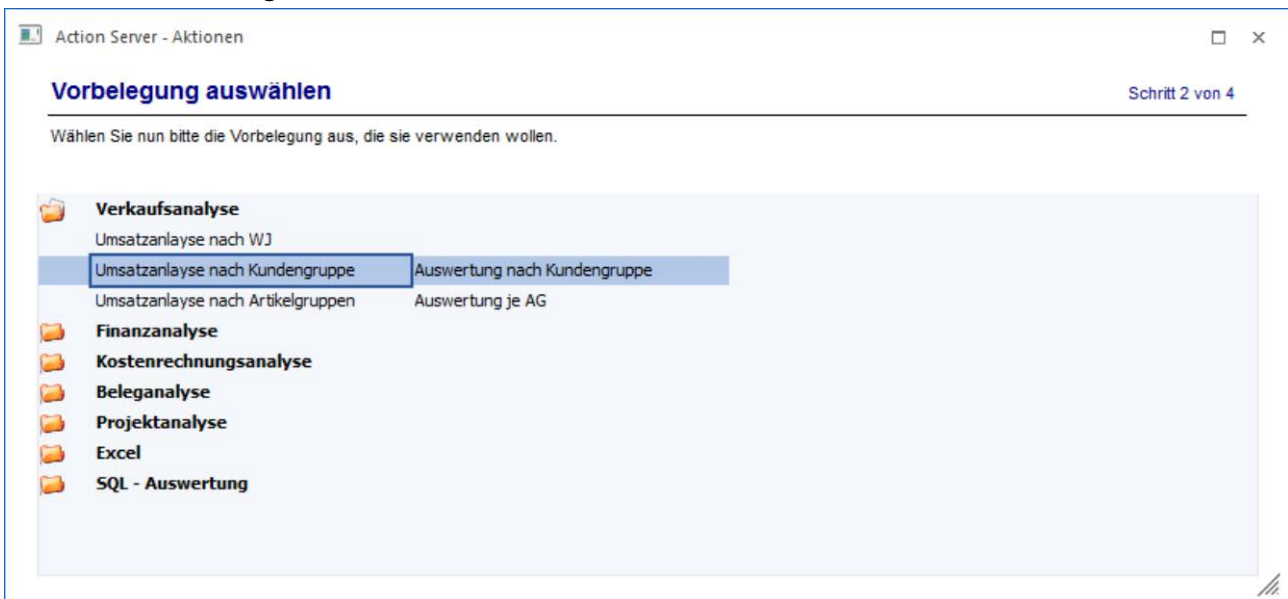 Action Server - Aktionen
Vorbelegung auswählen
Schritt 2 von 4
Wählen Sie nun bitte die Vorbelegung aus, die sie verwenden wollen.
Verkaufsanalyse
Umsatzanlayse nach WJ
Umsatzanlayse nach Kundengruppe Auswertung nach Kundengruppe
Umsatzanlayse nach Artikelgruppen Auswertung je AG
Finanzanalyse
Kostenrechnungsanalyse
Beleganalyse
Projektanalyse
Excel
SQL - Auswertung